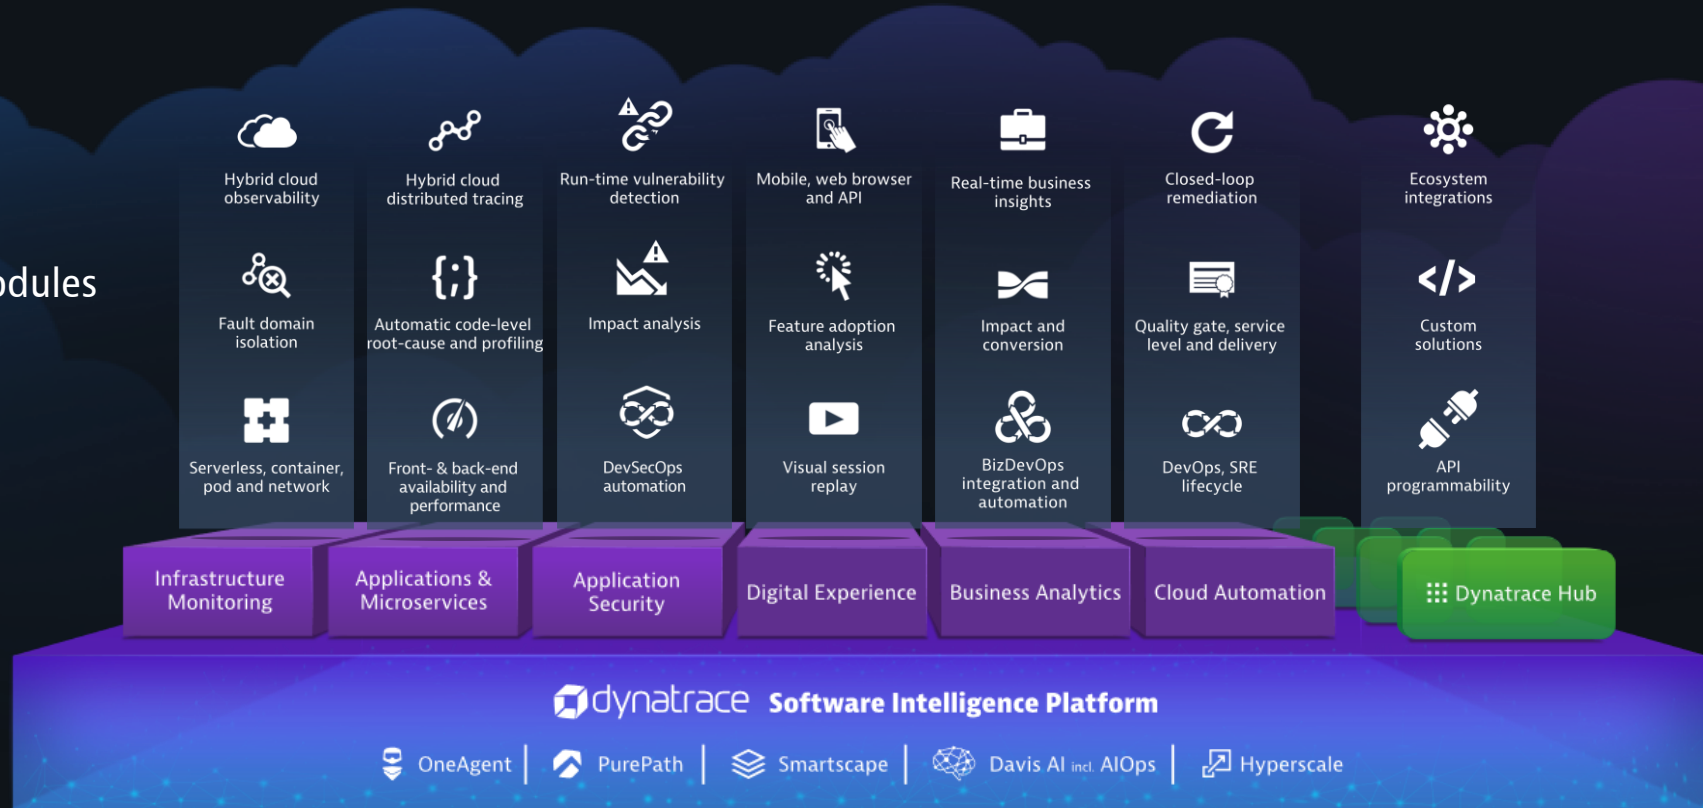 Hybrid cloud
observability
Hybrid cloud
distributed tracing
Run-time vulnerability
detection
Mobile, web browser
and API
Real-time business
insights
Closed-loop
remediation
Ecosystem
integrations
odules
Fault domain
isolation
Automatic code-level
root-cause and profiling
Impact analysis
Feature adoption
analysis
Impact and
conversion
Quality gate, service
level and delivery
Custom
solutions
Serverless, container,
pod and network
Front- & back-end
availability and
performance
DevSecOps
automation
Visual session
replay
BizDevOps
integration and
automation
DevOps, SRE
lifecycle
API
programmability
Infrastructure
Monitoring
Applications &
Microservices
Application
Security
Digital Experience
Business Analytics
Cloud Automation
Dynatrace Hub
dynatrace Software Intelligence Platform
OneAgent
PurePath
Smartscape
Davis AI incl. AIOps
Hyperscale